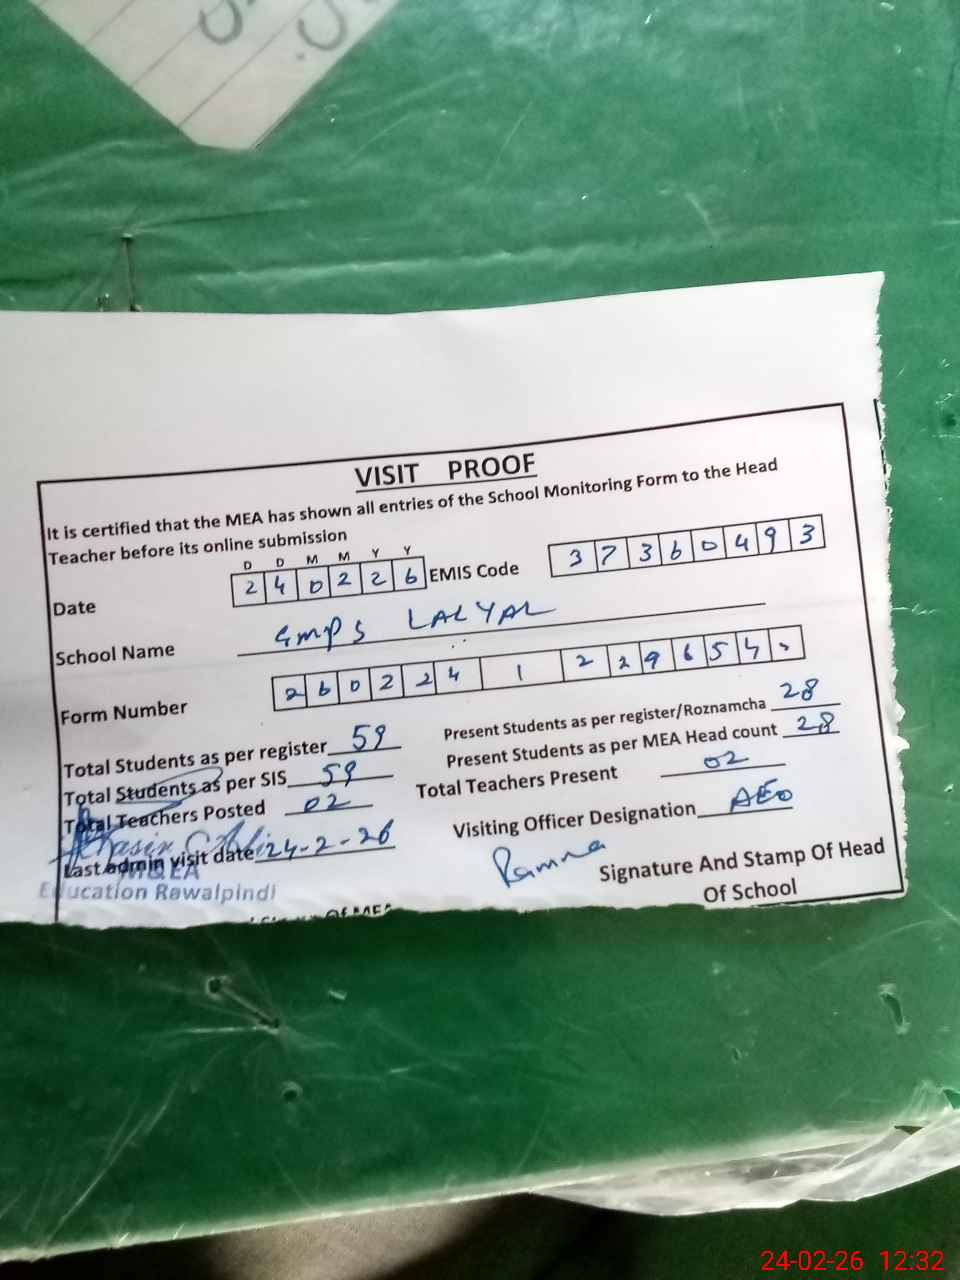 VISIT PROOF
It is certified that the MEA has shown all entries of the School Monitoring Form to the Head
Teacher before its online submission
D D M M Y Y
Date 2 4 0 2 2 6 EMIS Code 3 7 3 6 0 4 9 3
School Name GMPS LALYAL
Form Number 2 6 0 2 2 4 1 2 2 9 6 5 4
Total Students as per register 59 Present Students as per register/Roznamcha 28
Total Students as per SIS 59 Present Students as per MEA Head count 28
Total Teachers Posted 02 Total Teachers Present 02
Last admin visit date 24-2-26 Visiting Officer Designation AEO
M&EA
Education Rawalpindi
Signature And Stamp Of Head
Of School
Of MEA
24-02-26 12:32